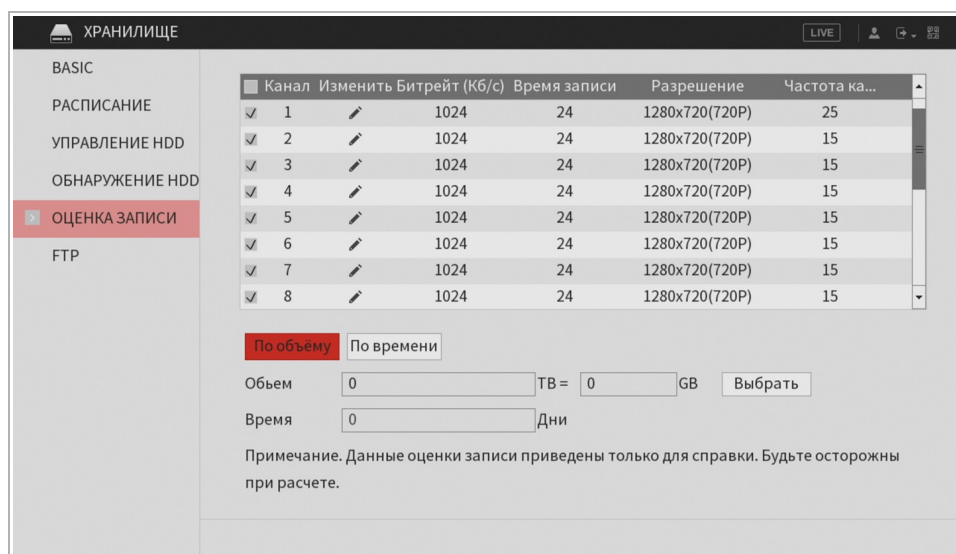 ХРАНИЛИЩЕ
LIVE
BASIC
РАСПИСАНИЕ
УПРАВЛЕНИЕ HDD
ОБНАРУЖЕНИЕ HDD
ОЦЕНКА ЗАПИСИ
FTP
Канал Изменить Битрейт (Кб/с) Время записи Разрешение Частота ка...
1 1024 24 1280x720(720P) 25
2 1024 24 1280x720(720P) 15
3 1024 24 1280x720(720P) 15
4 1024 24 1280x720(720P) 15
5 1024 24 1280x720(720P) 15
6 1024 24 1280x720(720P) 15
7 1024 24 1280x720(720P) 15
8 1024 24 1280x720(720P) 15
По объёму По времени
Обьем 0 TB = 0 GB Выбрать
Время 0 Дни
Примечание. Данные оценки записи приведены только для справки. Будьте осторожны
при расчете.